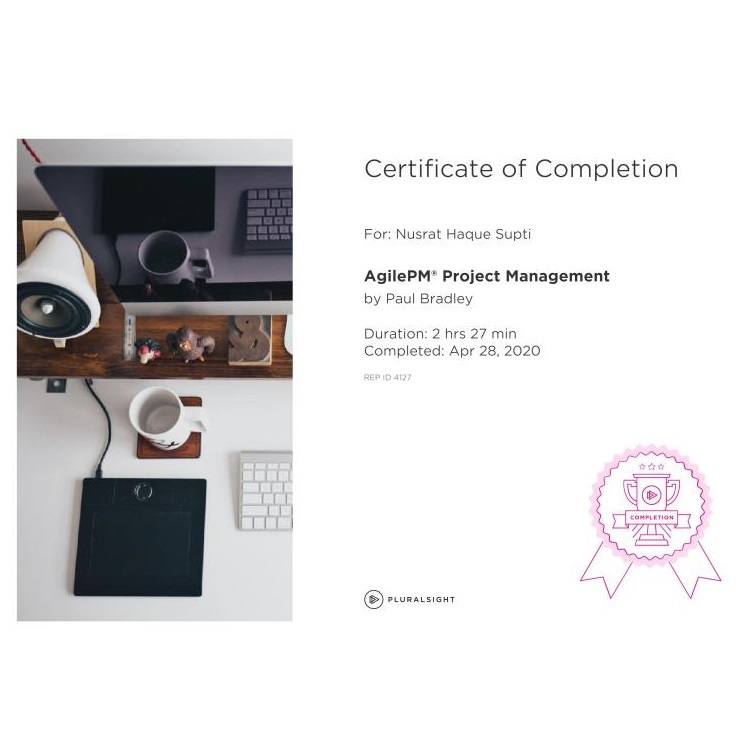 Certificate of Completion
For: Nusrat Haque Supti
AgilePM® Project Management
by Paul Bradley
Duration: 2 hrs 27 min
Completed: Apr 28, 2020
REP ID 4127
COMPLETION
PLURALSIGHT